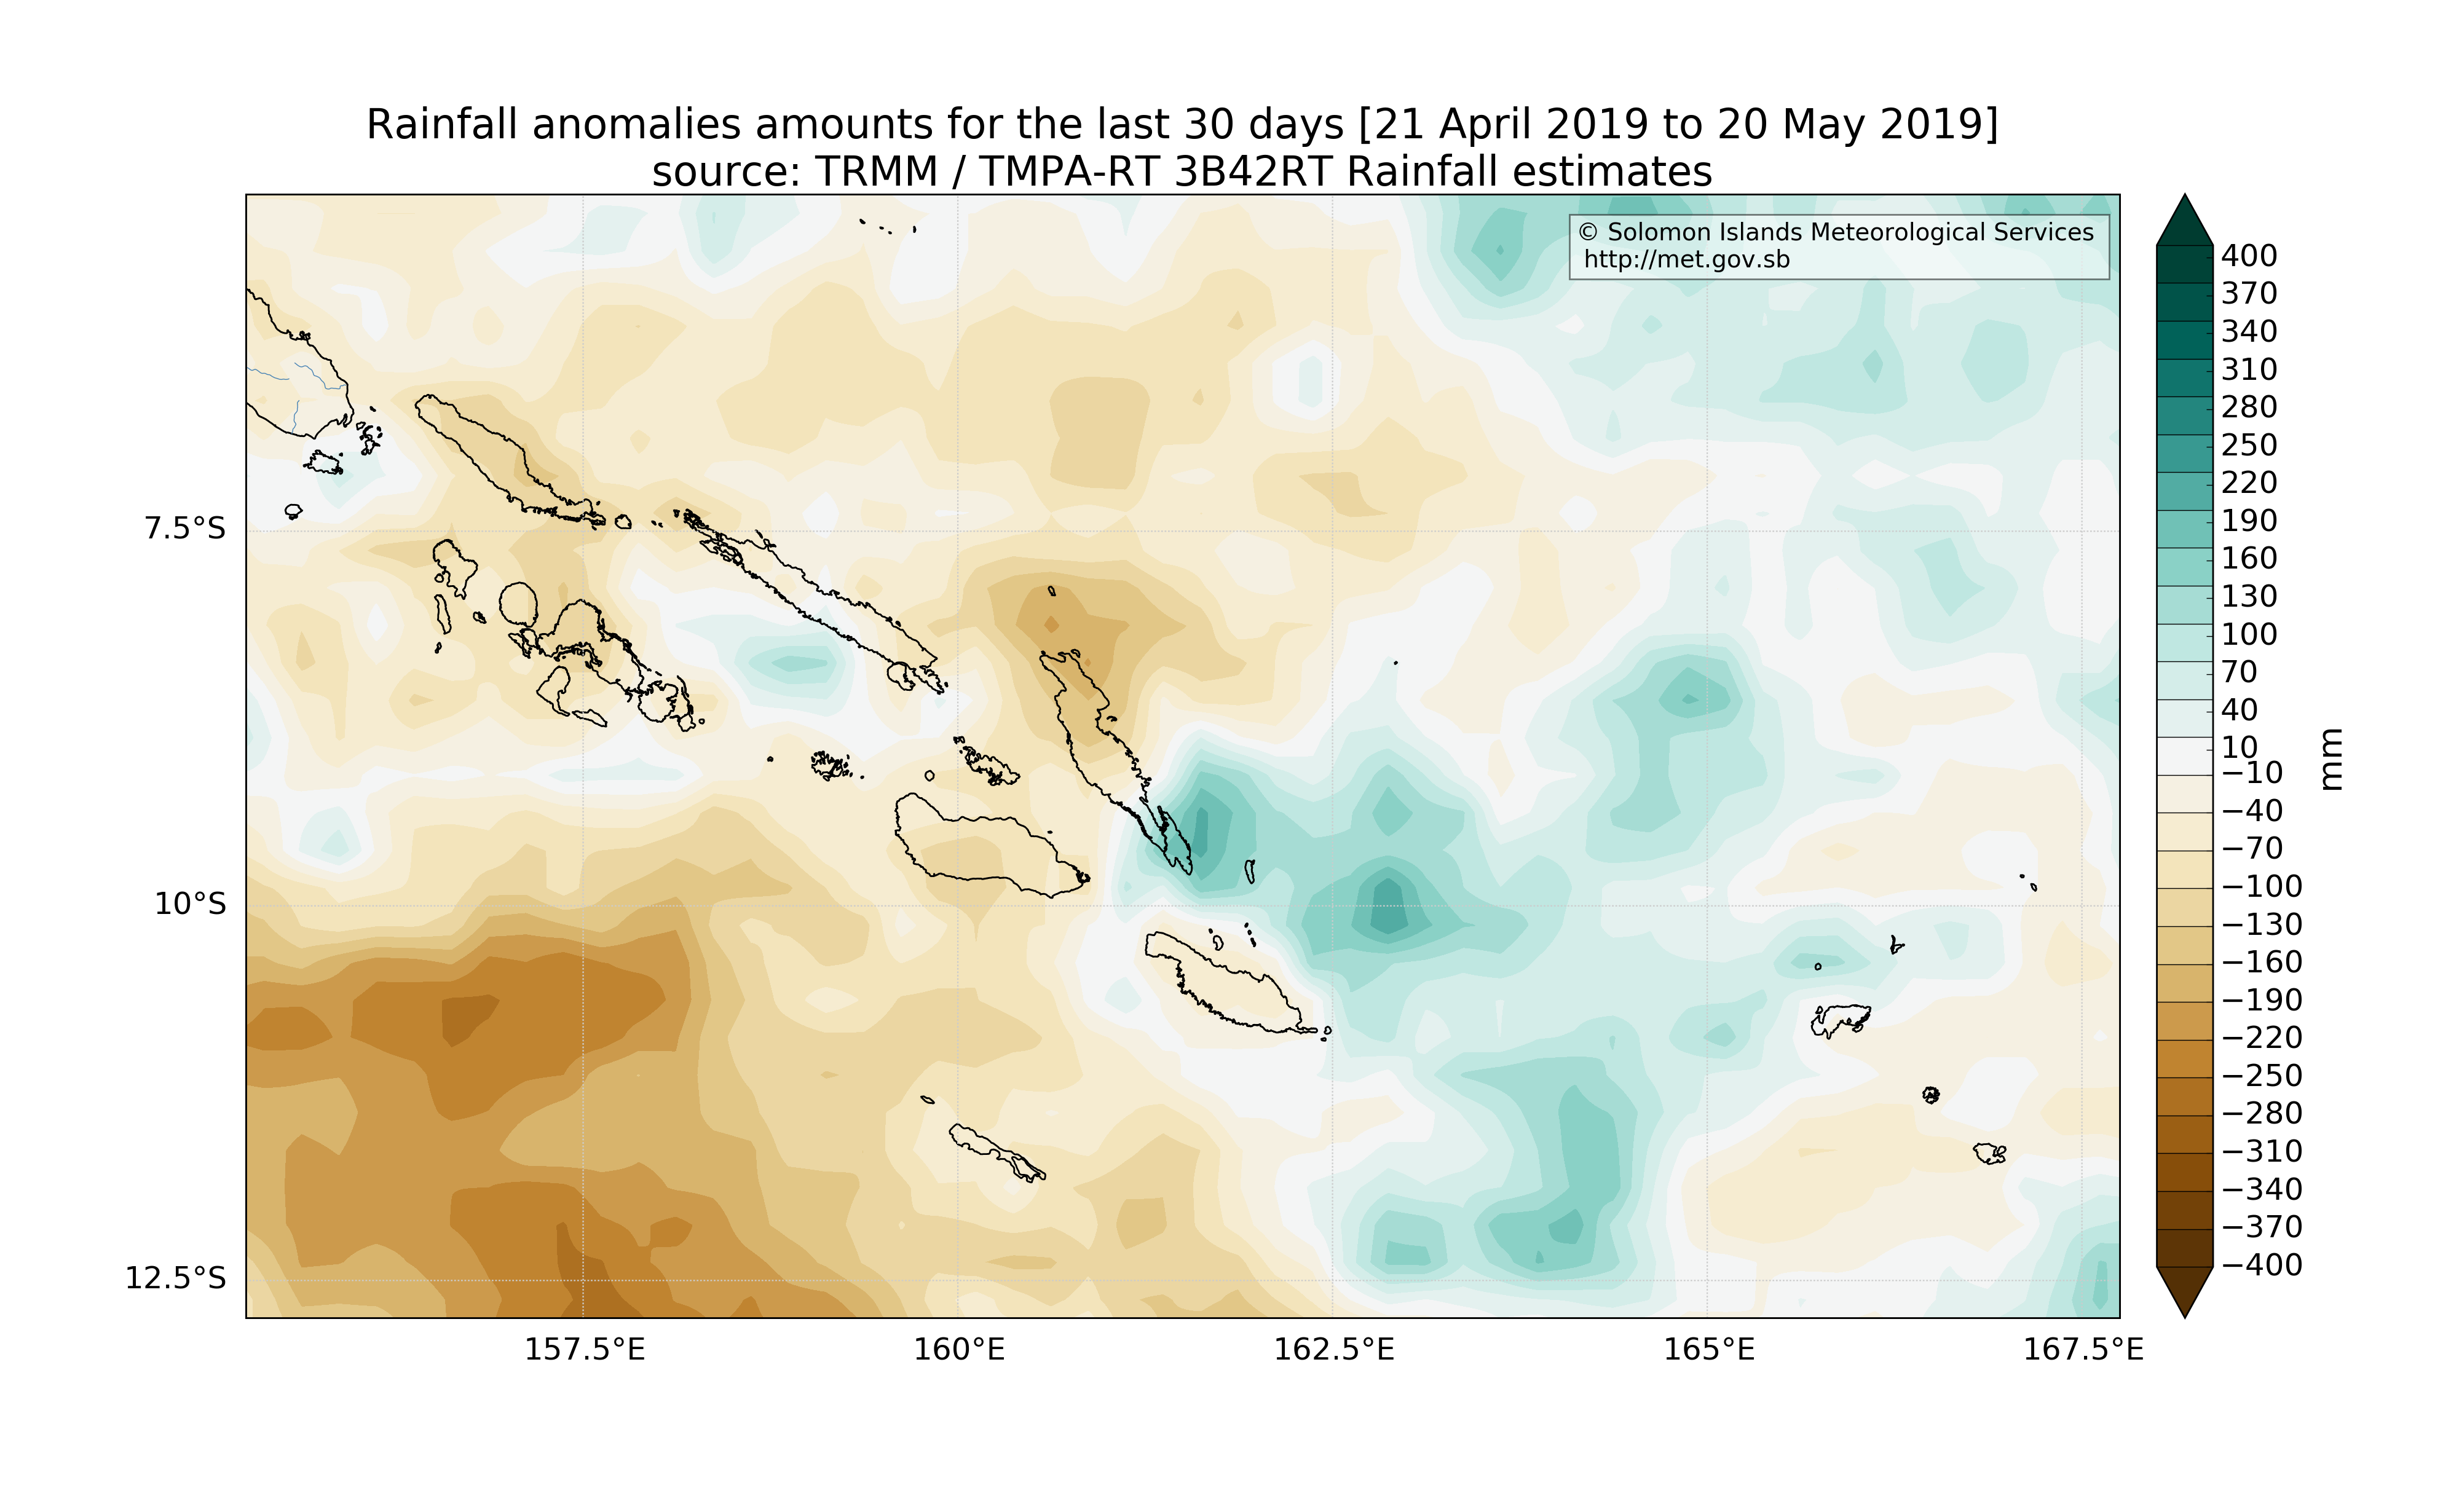 Rainfall anomalies amounts for the last 30 days [21 April 2019 to 20 May 2019]
source: TRMM / TMPA-RT 3B42RT Rainfall estimates
© Solomon Islands Meteorological Services
http://met.gov.sb
7.5°S
10°S
12.5°S
157.5°E
160°E
162.5°E
165°E
167.5°E
400
370
340
310
280
250
220
190
160
130
100
70
40
10
−10
−40
−70
−100
−130
−160
−190
−220
−250
−280
−310
−340
−370
−400
mm